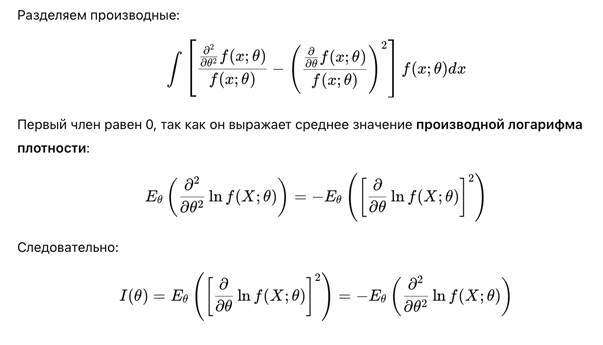 Разделяем производные:
∫ [ ∂²/∂θ² f(x;θ) / f(x;θ) − ( ∂/∂θ f(x;θ) / f(x;θ) )² ] f(x;θ)dx
Первый член равен 0, так как он выражает среднее значение производной логарифма
плотности:
E_θ ( ∂²/∂θ² ln f(X;θ) ) = −E_θ ( [ ∂/∂θ ln f(X;θ) ]² )
Следовательно:
I(θ) = E_θ ( [ ∂/∂θ ln f(X;θ) ]² ) = −E_θ ( ∂²/∂θ² ln f(X;θ) )